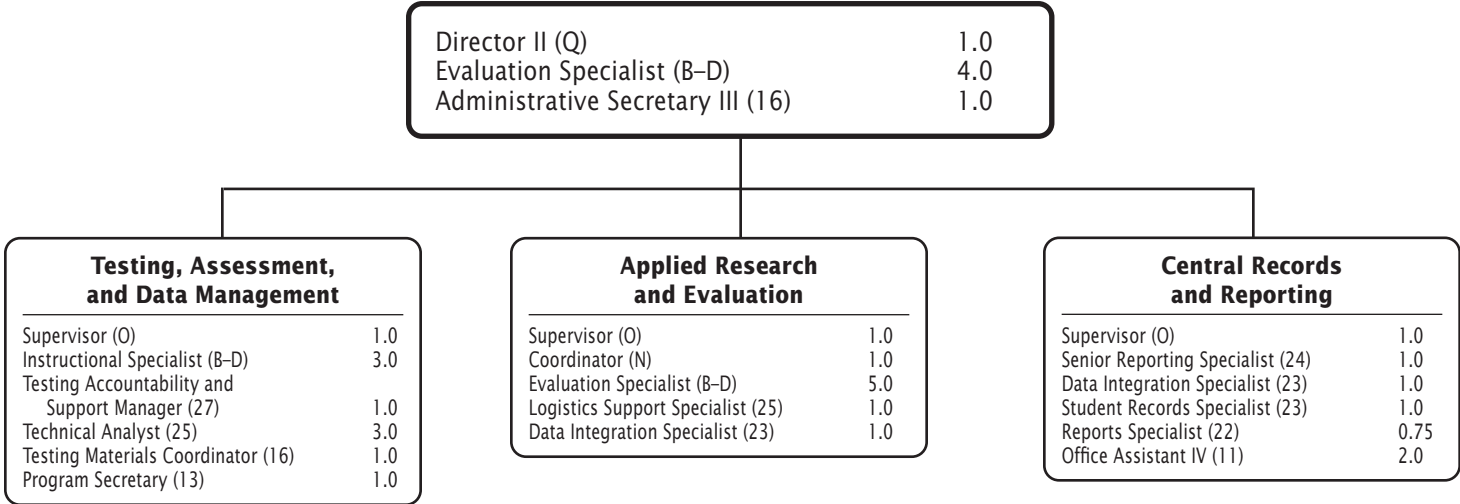 Director II (Q) 1.0
Evaluation Specialist (B–D) 4.0
Administrative Secretary III (16) 1.0
Testing, Assessment,
and Data Management
Supervisor (O) 1.0
Instructional Specialist (B–D) 3.0
Testing Accountability and
Support Manager (27) 1.0
Technical Analyst (25) 3.0
Testing Materials Coordinator (16) 1.0
Program Secretary (13) 1.0
Applied Research
and Evaluation
Supervisor (O) 1.0
Coordinator (N) 1.0
Evaluation Specialist (B–D) 5.0
Logistics Support Specialist (25) 1.0
Data Integration Specialist (23) 1.0
Central Records
and Reporting
Supervisor (O) 1.0
Senior Reporting Specialist (24) 1.0
Data Integration Specialist (23) 1.0
Student Records Specialist (23) 1.0
Reports Specialist (22) 0.75
Office Assistant IV (11) 2.0